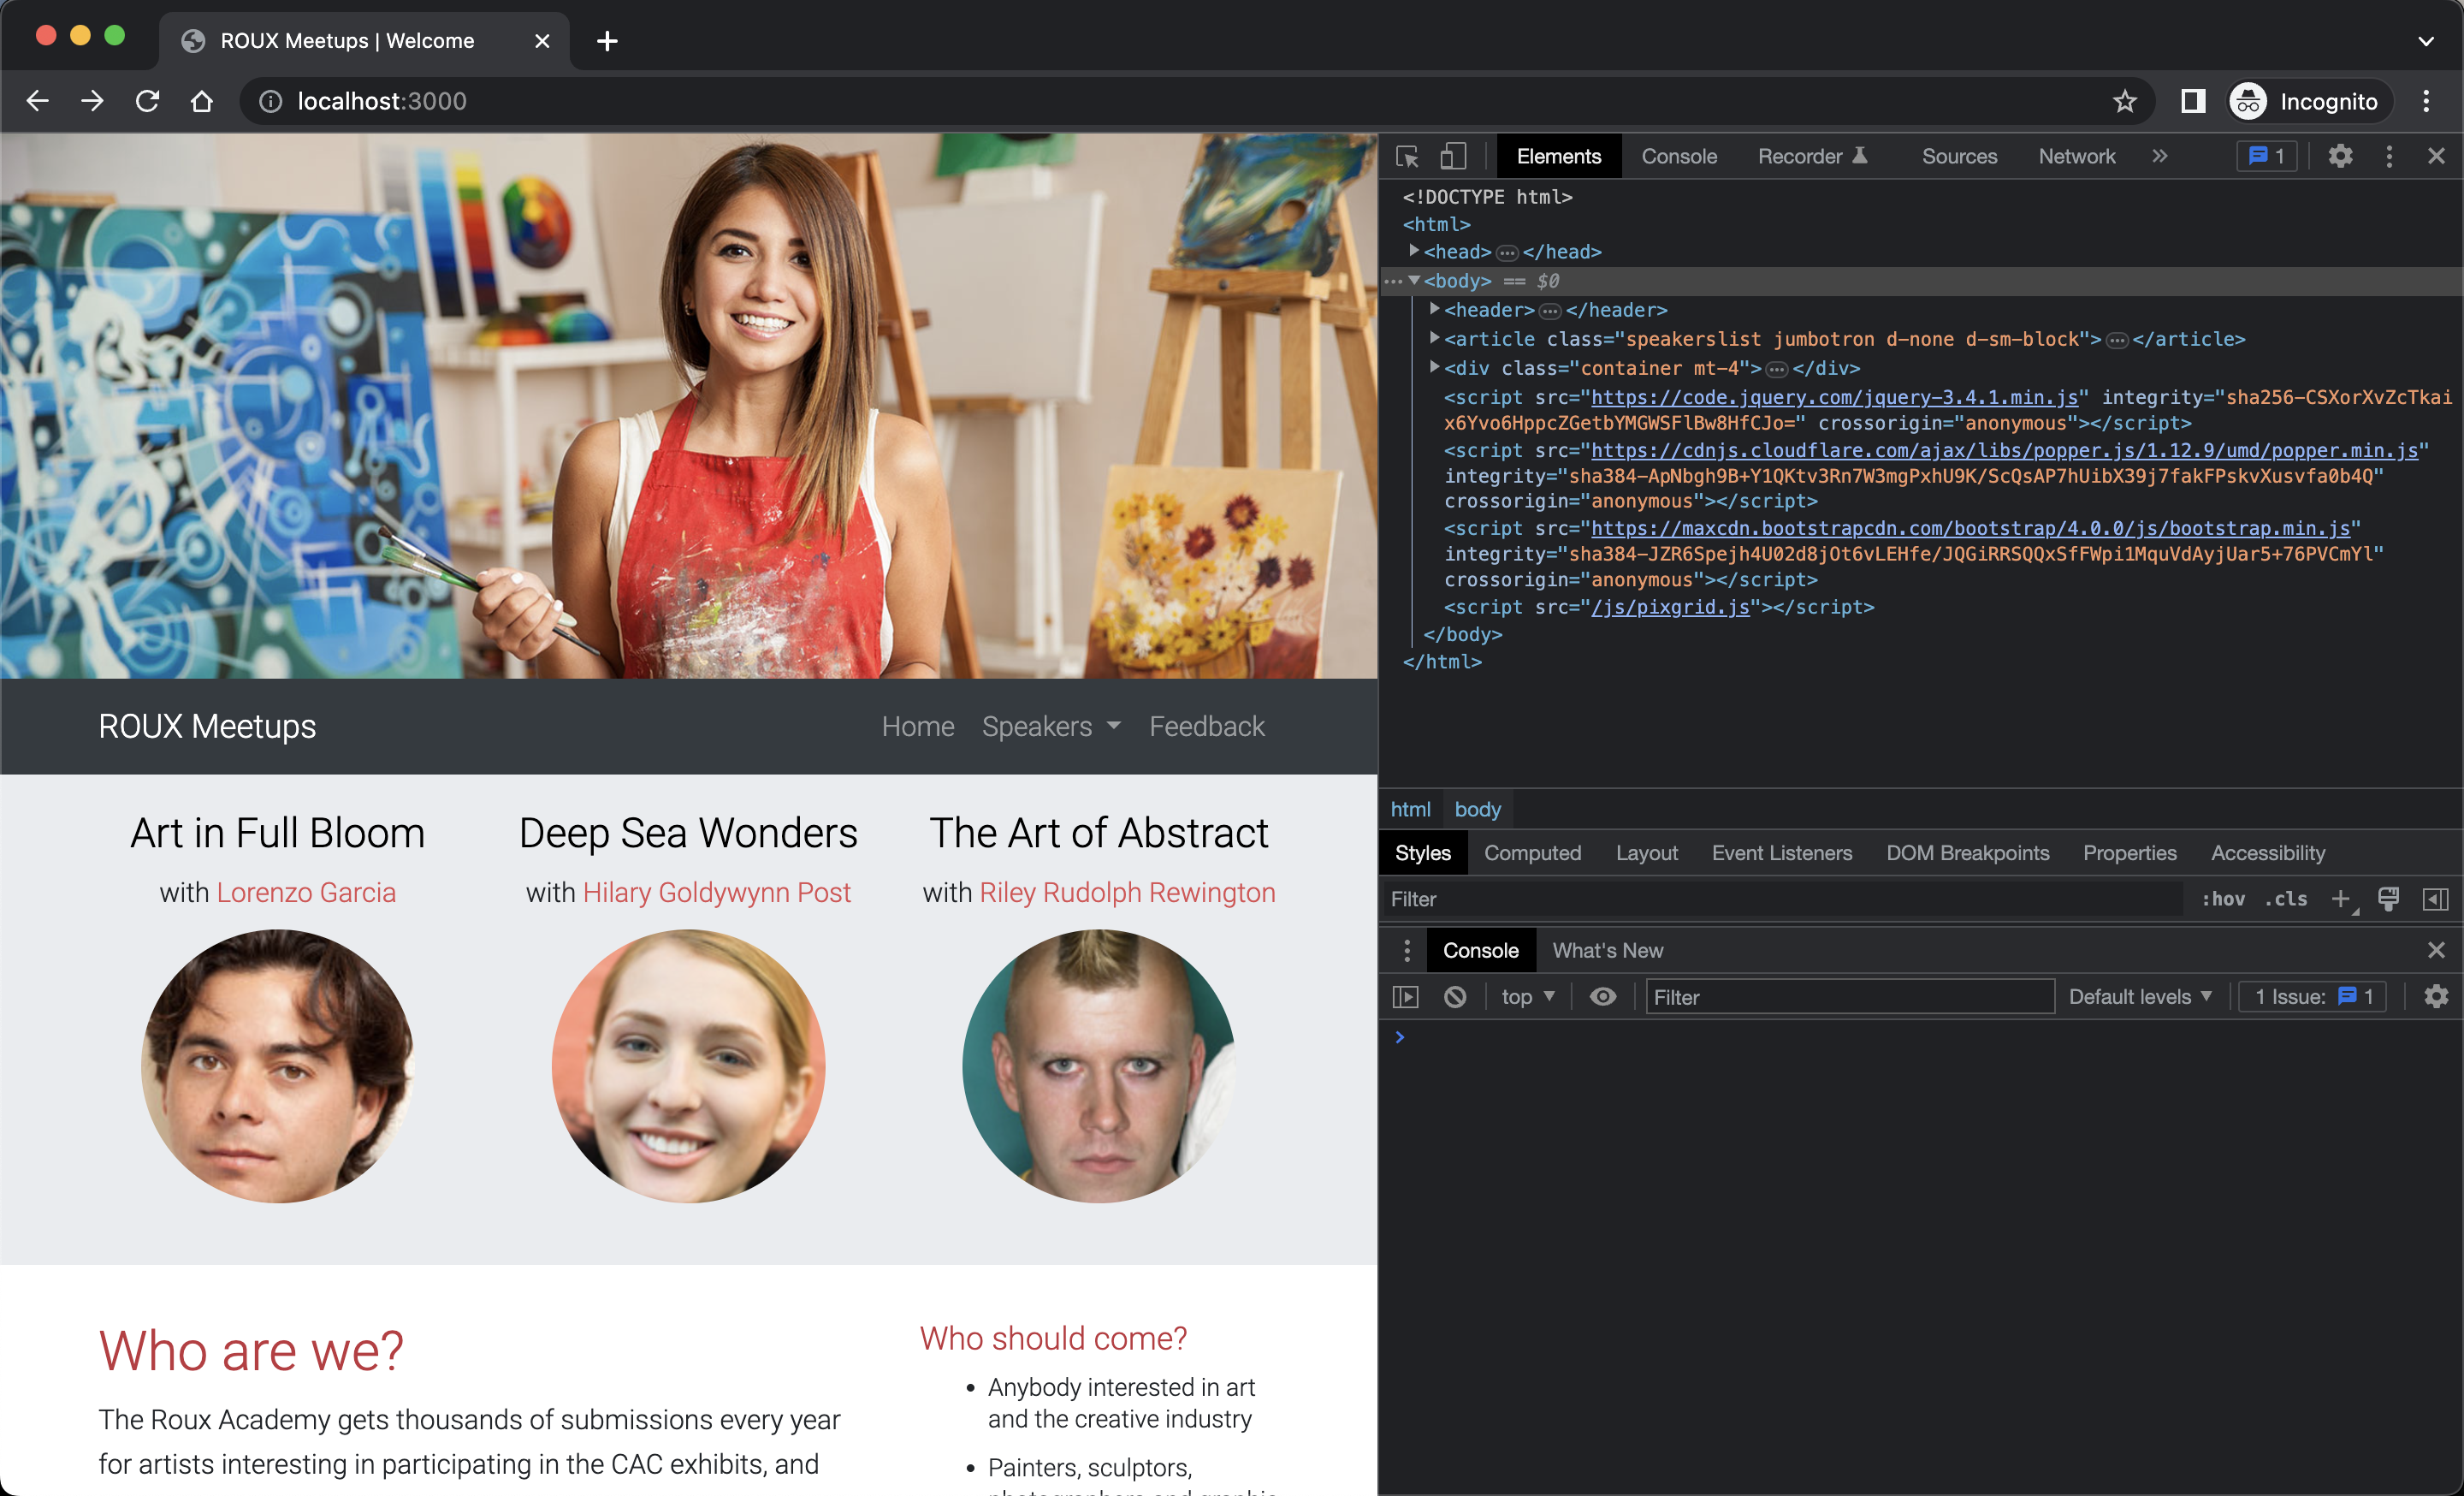 ROUX Meetups | Welcome
localhost:3000
Incognito
Elements Console Recorder Sources Network » 1
<!DOCTYPE html>
<html>
<head>…</head>
<body> == $0
<header>…</header>
<article class="speakerslist jumbotron d-none d-sm-block">…</article>
<div class="container mt-4">…</div>
<script src="https://code.jquery.com/jquery-3.4.1.min.js" integrity="sha256-CSXorXvZcTkai
x6Yvo6HppcZGetbYMGWSFlBw8HfCJo=" crossorigin="anonymous"></script>
<script src="https://cdnjs.cloudflare.com/ajax/libs/popper.js/1.12.9/umd/popper.min.js"
integrity="sha384-ApNbgh9B+Y1QKtv3Rn7W3mgPxhU9K/ScQsAP7hUibX39j7fakFPskvXusvfa0b4Q"
crossorigin="anonymous"></script>
<script src="https://maxcdn.bootstrapcdn.com/bootstrap/4.0.0/js/bootstrap.min.js"
integrity="sha384-JZR6Spejh4U02d8jOt6vLEHfe/JQGiRRSQQxSfFWpi1MquVdAyjUar5+76PVCmYl"
crossorigin="anonymous"></script>
<script src="/js/pixgrid.js"></script>
</body>
</html>
html body
Styles Computed Layout Event Listeners DOM Breakpoints Properties Accessibility
Filter :hov .cls
Console What's New
top Filter Default levels 1 Issue: 1
ROUX Meetups Home Speakers Feedback
Art in Full Bloom
with Lorenzo Garcia
Deep Sea Wonders
with Hilary Goldywynn Post
The Art of Abstract
with Riley Rudolph Rewington
Who are we?
The Roux Academy gets thousands of submissions every year
for artists interesting in participating in the CAC exhibits, and
Who should come?
• Anybody interested in art
and the creative industry
• Painters, sculptors,
photographers and graphic